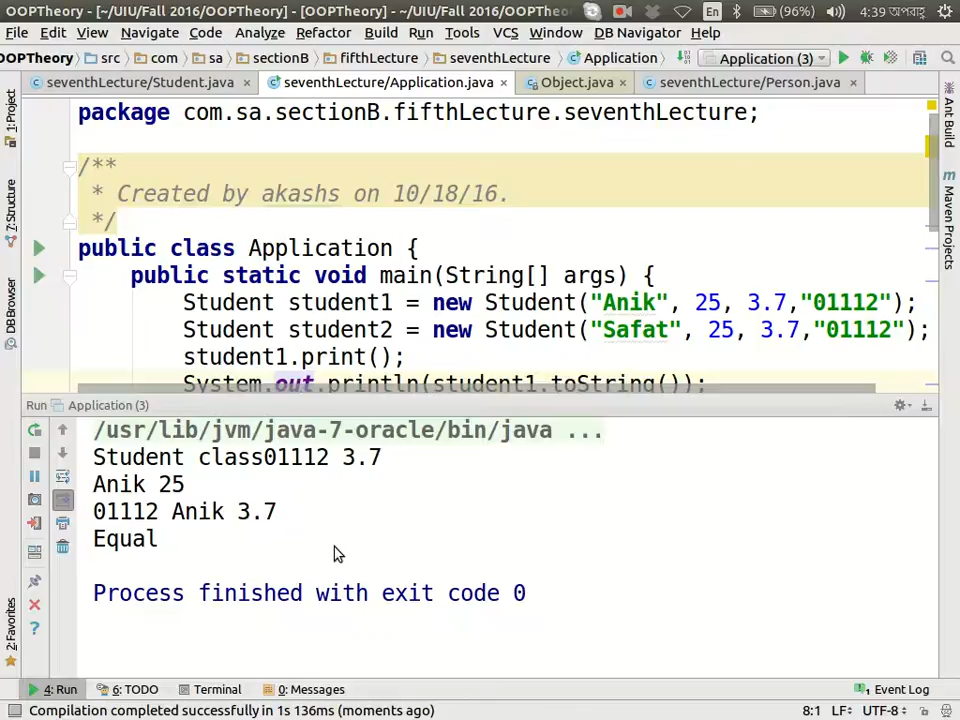 OOPTheory - [~/UIU/Fall 2016/OOPTheory] - [OOPTheory] - ~/UIU/Fall 2016/OOPTheory/... En (96%) 4:39 অপরাহ্ণ
File Edit View Navigate Code Analyze Refactor Build Run Tools VCS Window DB Navigator Help
OOPTheory src com sa sectionB fifthLecture seventhLecture Application Application (3)
seventhLecture/Student.java seventhLecture/Application.java Object.java seventhLecture/Person.java
package com.sa.sectionB.fifthLecture.seventhLecture;
/**
* Created by akashs on 10/18/16.
*/
public class Application {
public static void main(String[] args) {
Student student1 = new Student("Anik", 25, 3.7,"01112");
Student student2 = new Student("Safat", 25, 3.7,"01112");
student1.print();
System.out.println(student1.toString());
Run Application (3)
/usr/lib/jvm/java-7-oracle/bin/java ...
Student class01112 3.7
Anik 25
01112 Anik 3.7
Equal
Process finished with exit code 0
1: Project
7: Structure
DB Browser
2: Favorites
Ant Build
m Maven Projects
4: Run 6: TODO Terminal 0: Messages Event Log
Compilation completed successfully in 1s 136ms (moments ago) 8:1 LF UTF-8